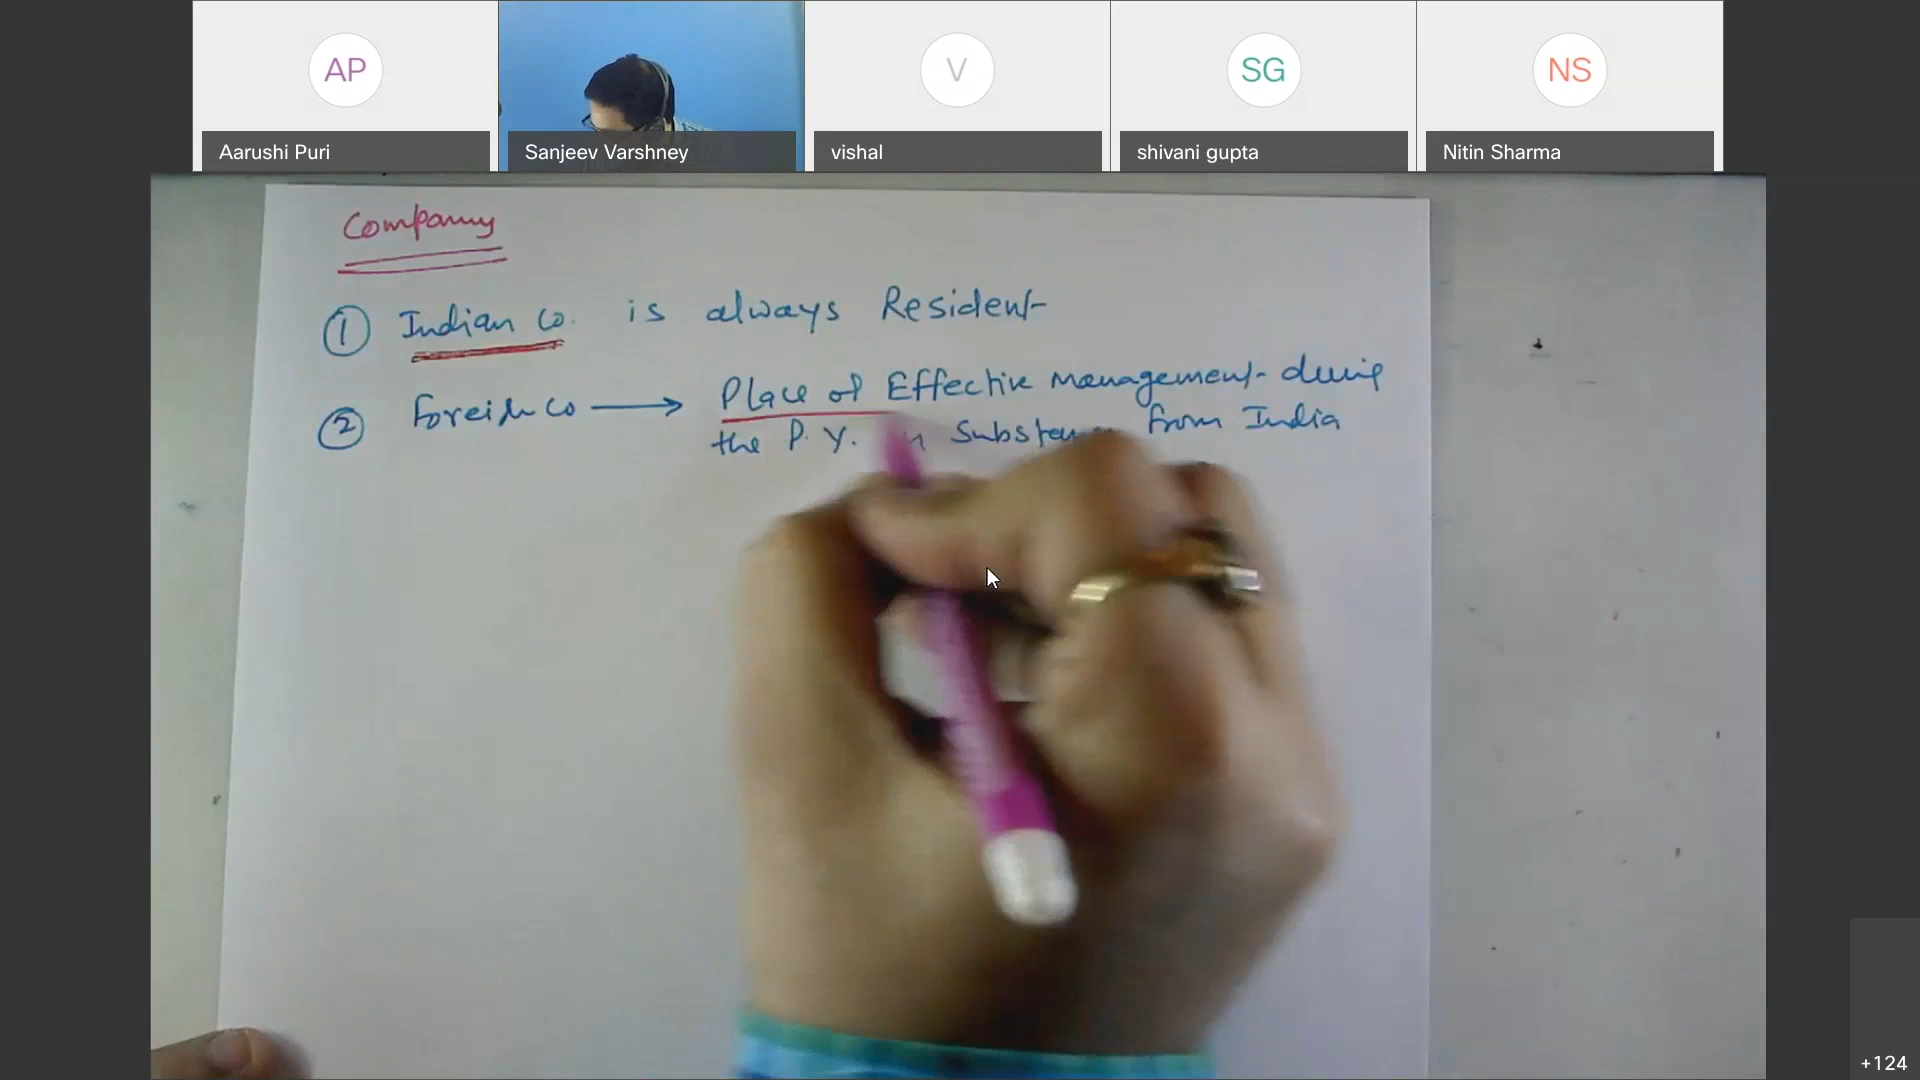 AP
V
SG
NS
Aarushi Puri
Sanjeev Varshney
vishal
shivani gupta
Nitin Sharma
Company
① Indian Co. is always Resident
② Foreign Co → Place of Effective Management during
the P.Y. in from India
+124